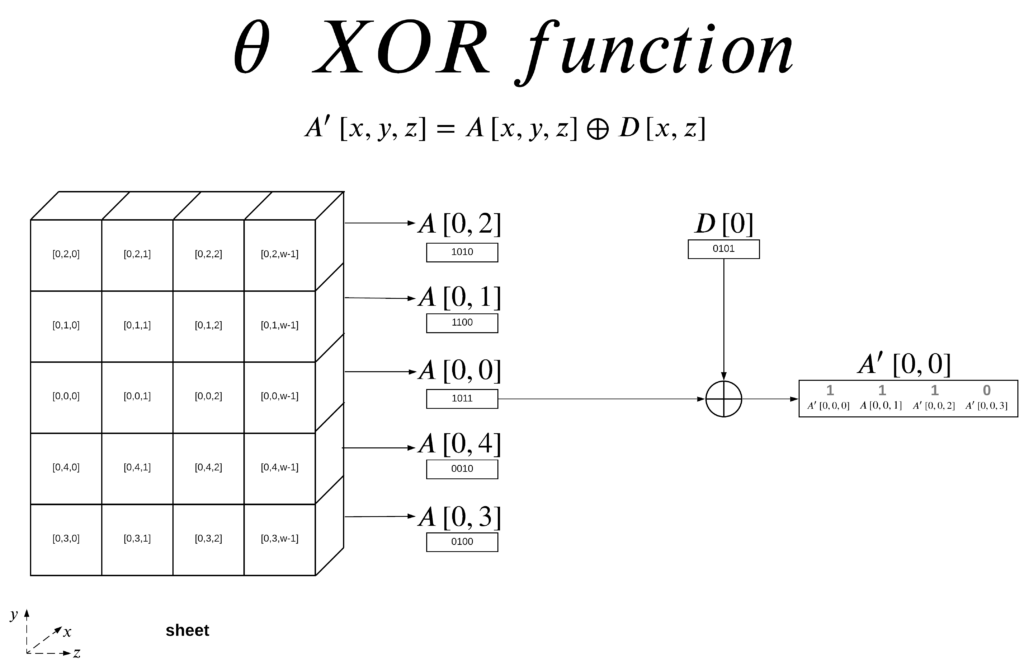 θ XOR function
A′ [x, y, z] = A [x, y, z] ⊕ D [x, z]
[0,2,0] [0,2,1] [0,2,2] [0,2,w-1]
A [0, 2]
1010
D [0]
0101
[0,1,0] [0,1,1] [0,1,2] [0,1,w-1]
A [0, 1]
1100
[0,0,0] [0,0,1] [0,0,2] [0,0,w-1]
A [0, 0]
1011
A′ [0, 0]
1 1 1 0
A′ [0, 0, 0] A [0, 0, 1] A′ [0, 0, 2] A′ [0, 0, 3]
[0,4,0] [0,4,1] [0,4,2] [0,4,w-1]
A [0, 4]
0010
[0,3,0] [0,3,1] [0,3,2] [0,3,w-1]
A [0, 3]
0100
y
x
z
sheet